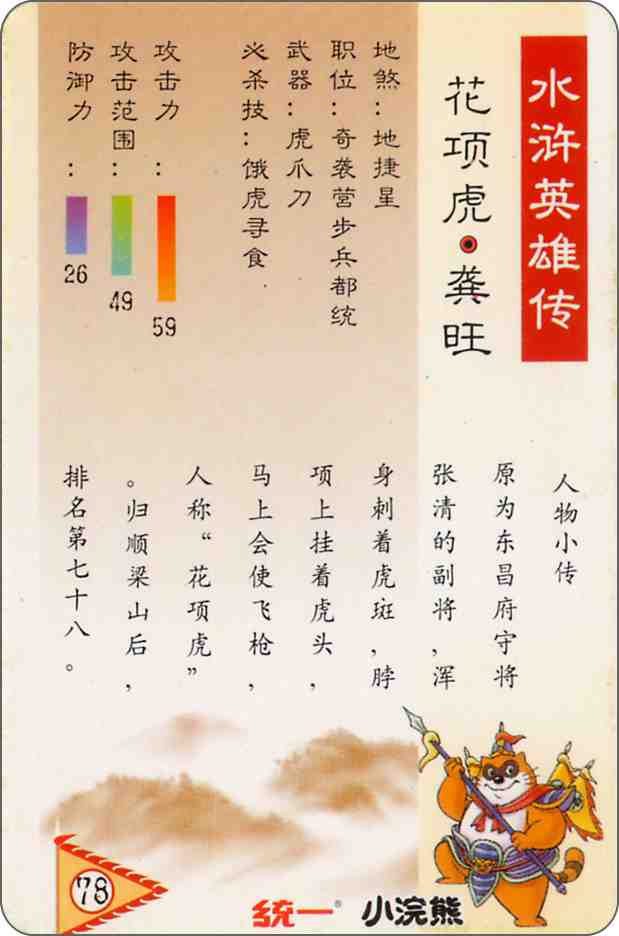 水浒英雄传
花项虎·龚旺
地煞：地捷星
职位：奇袭营步兵都统
武器：虎爪刀
必杀技：饿虎寻食
攻击力：
59
攻击范围：
49
防御力：
26
人物小传
原为东昌府守将
张清的副将，浑
身刺着虎斑，脖
项上挂着虎头，
马上会使飞枪，
人称“花项虎”
。归顺梁山后，
排名第七十八。
78
统一®
小浣熊